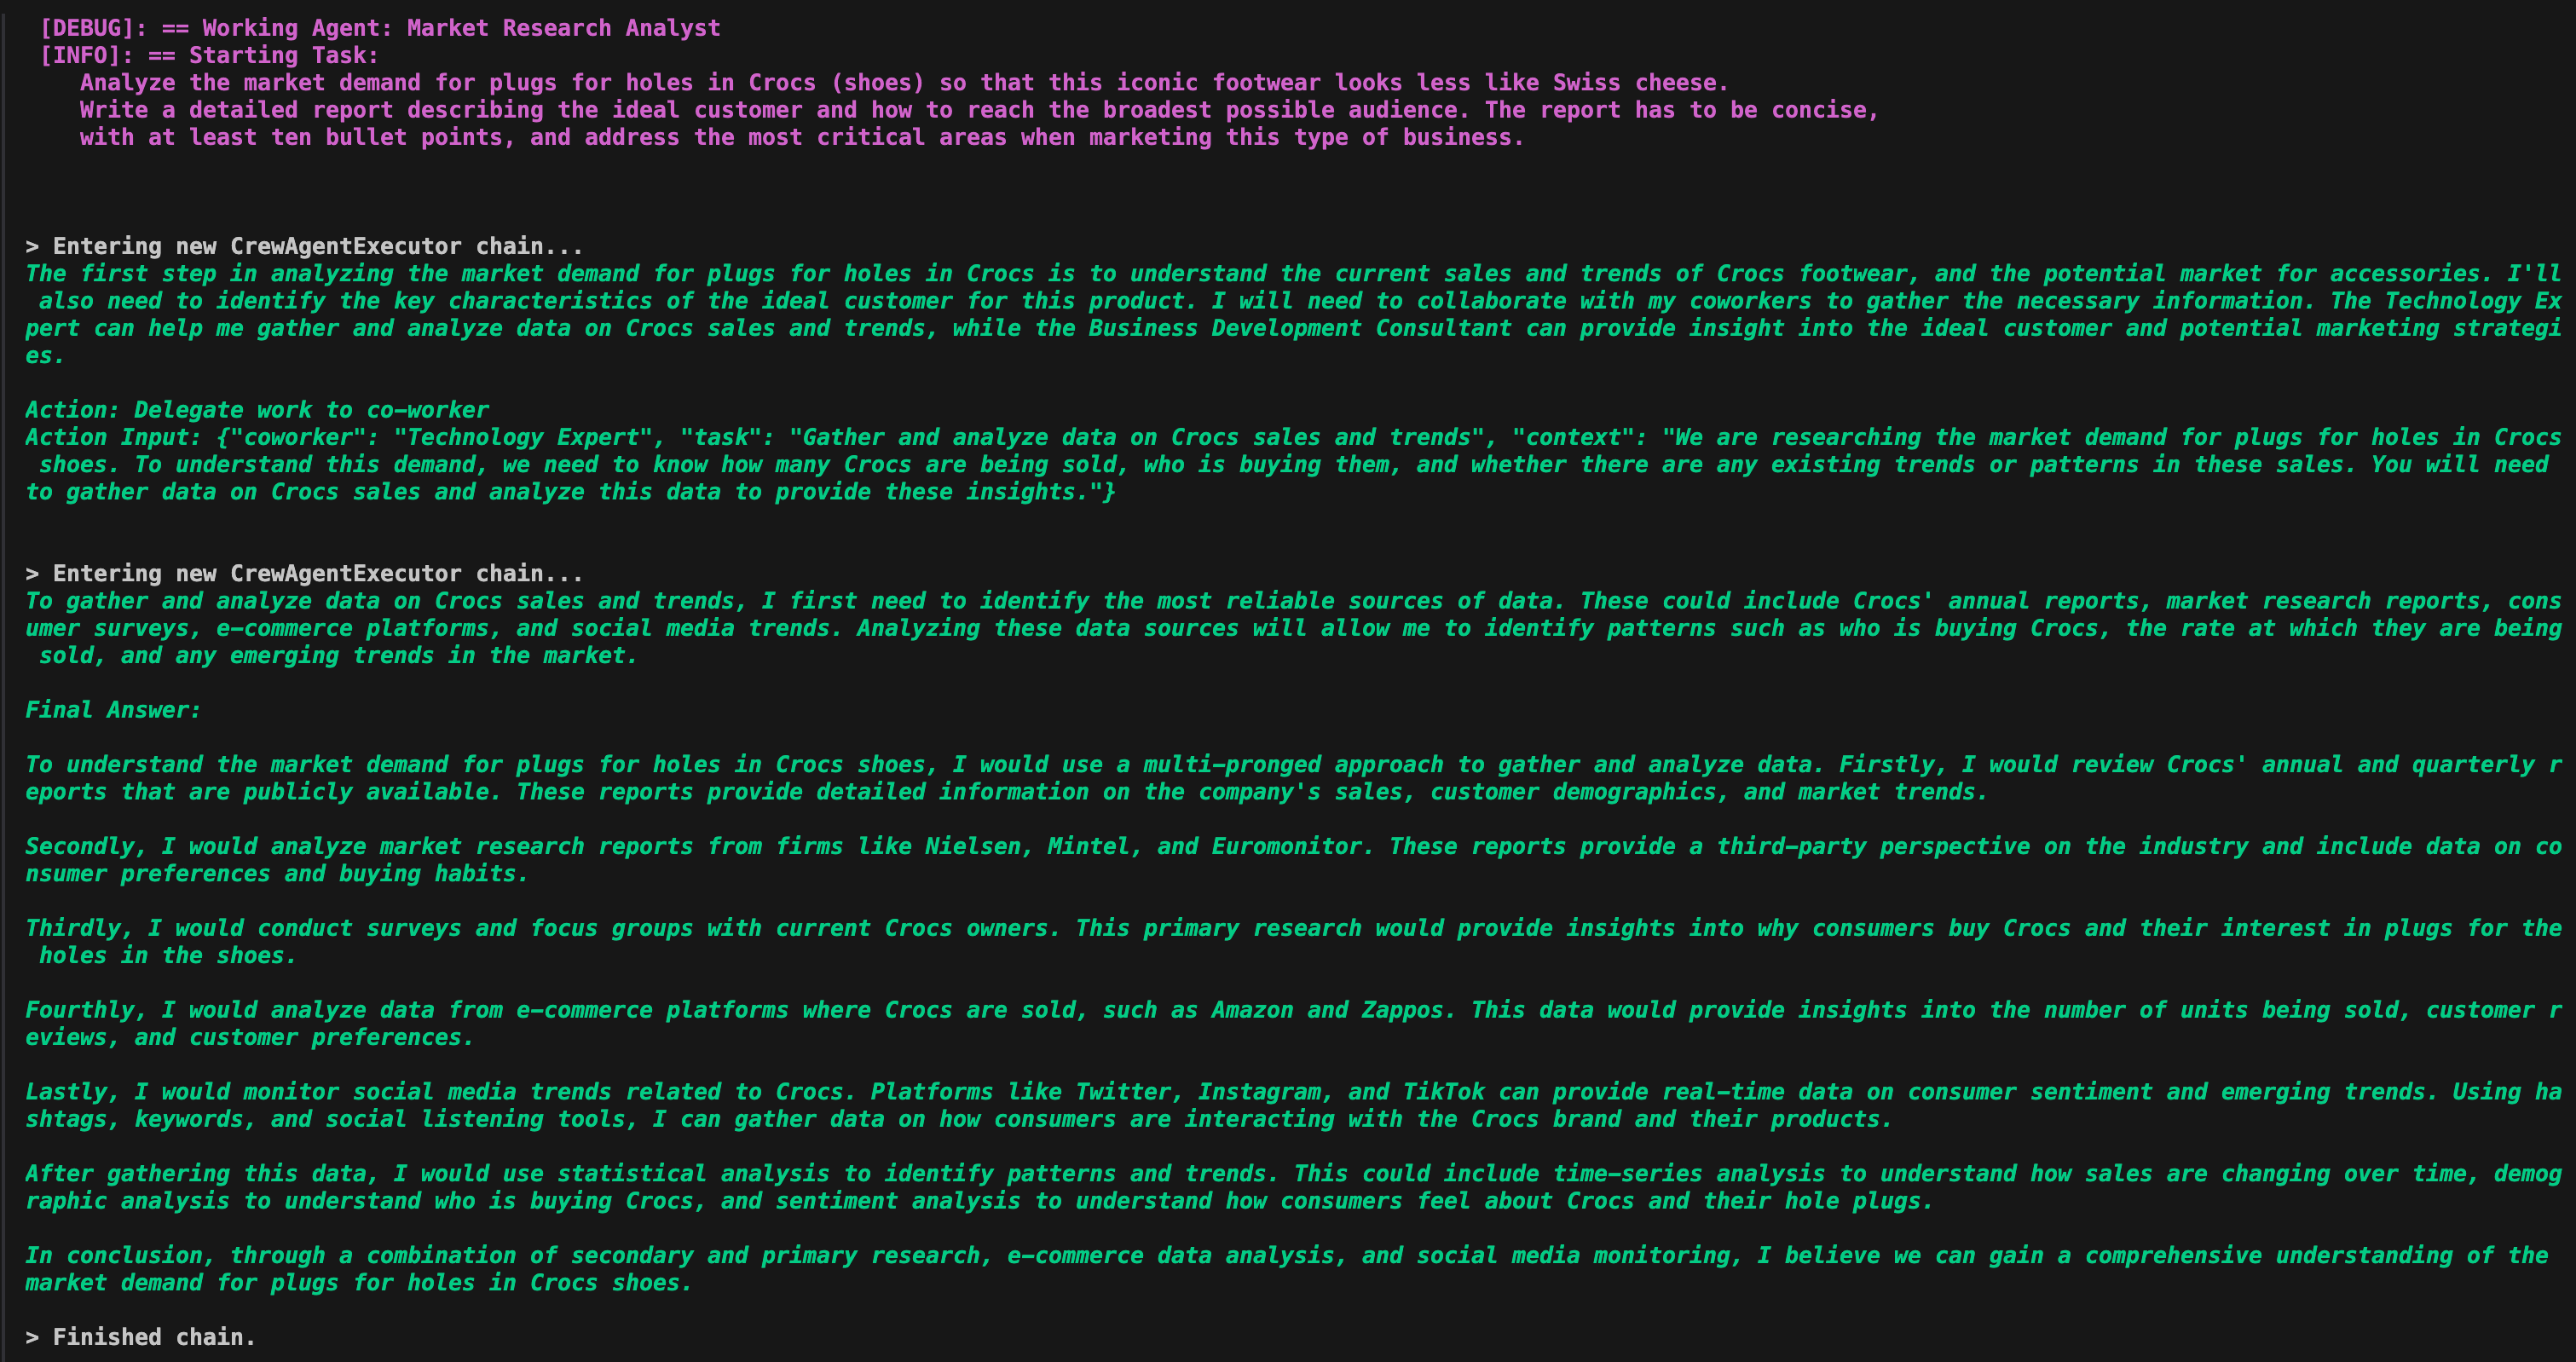 [DEBUG]: == Working Agent: Market Research Analyst
[INFO]: == Starting Task:
Analyze the market demand for plugs for holes in Crocs (shoes) so that this iconic footwear looks less like Swiss cheese.
Write a detailed report describing the ideal customer and how to reach the broadest possible audience. The report has to be concise,
with at least ten bullet points, and address the most critical areas when marketing this type of business.
> Entering new CrewAgentExecutor chain...
The first step in analyzing the market demand for plugs for holes in Crocs is to understand the current sales and trends of Crocs footwear, and the potential market for accessories. I'll
also need to identify the key characteristics of the ideal customer for this product. I will need to collaborate with my coworkers to gather the necessary information. The Technology Ex
pert can help me gather and analyze data on Crocs sales and trends, while the Business Development Consultant can provide insight into the ideal customer and potential marketing strategi
es.
Action: Delegate work to co-worker
Action Input: {"coworker": "Technology Expert", "task": "Gather and analyze data on Crocs sales and trends", "context": "We are researching the market demand for plugs for holes in Crocs
shoes. To understand this demand, we need to know how many Crocs are being sold, who is buying them, and whether there are any existing trends or patterns in these sales. You will need
to gather data on Crocs sales and analyze this data to provide these insights."}
> Entering new CrewAgentExecutor chain...
To gather and analyze data on Crocs sales and trends, I first need to identify the most reliable sources of data. These could include Crocs' annual reports, market research reports, cons
umer surveys, e-commerce platforms, and social media trends. Analyzing these data sources will allow me to identify patterns such as who is buying Crocs, the rate at which they are being
sold, and any emerging trends in the market.
Final Answer:
To understand the market demand for plugs for holes in Crocs shoes, I would use a multi-pronged approach to gather and analyze data. Firstly, I would review Crocs' annual and quarterly r
eports that are publicly available. These reports provide detailed information on the company's sales, customer demographics, and market trends.
Secondly, I would analyze market research reports from firms like Nielsen, Mintel, and Euromonitor. These reports provide a third-party perspective on the industry and include data on co
nsumer preferences and buying habits.
Thirdly, I would conduct surveys and focus groups with current Crocs owners. This primary research would provide insights into why consumers buy Crocs and their interest in plugs for the
holes in the shoes.
Fourthly, I would analyze data from e-commerce platforms where Crocs are sold, such as Amazon and Zappos. This data would provide insights into the number of units being sold, customer r
eviews, and customer preferences.
Lastly, I would monitor social media trends related to Crocs. Platforms like Twitter, Instagram, and TikTok can provide real-time data on consumer sentiment and emerging trends. Using ha
shtags, keywords, and social listening tools, I can gather data on how consumers are interacting with the Crocs brand and their products.
After gathering this data, I would use statistical analysis to identify patterns and trends. This could include time-series analysis to understand how sales are changing over time, demog
raphic analysis to understand who is buying Crocs, and sentiment analysis to understand how consumers feel about Crocs and their hole plugs.
In conclusion, through a combination of secondary and primary research, e-commerce data analysis, and social media monitoring, I believe we can gain a comprehensive understanding of the
market demand for plugs for holes in Crocs shoes.
> Finished chain.